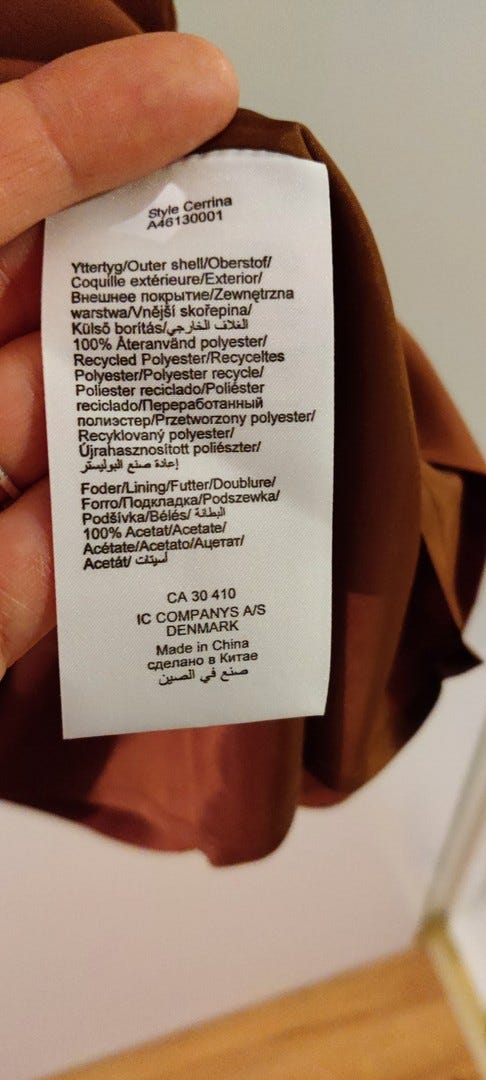 Style Cerrina
A46130001
Yttertyg/Outer shell/Oberstof/
Coquille extérieure/Exterior/
Внешнее покрытие/Zewnętrzna
warstwa/Vnější skořepina/
Külső borítás/الغلاف الخارجي/
100% Återanvänd polyester/
Recycled Polyester/Recyceltes
Polyester/Polyester recycle/
Poliester reciclado/Poliéster
reciclado/Переработанный
полиэстер/Przetworzony polyester/
Recyklovaný polyester/
Újrahasznosított poliészter/
إعادة صنع البوليستر
Foder/Lining/Futter/Doublure/
Forro/Подкладка/Podszewka/
Podšívka/Bélés/ البطانة/
100% Acetat/Acetate/
Acétate/Acetato/Ацетат/
Acetát/ أسيتات/
CA 30 410
IC COMPANYS A/S
DENMARK
Made in China
сделано в Китае
صنع في الصين